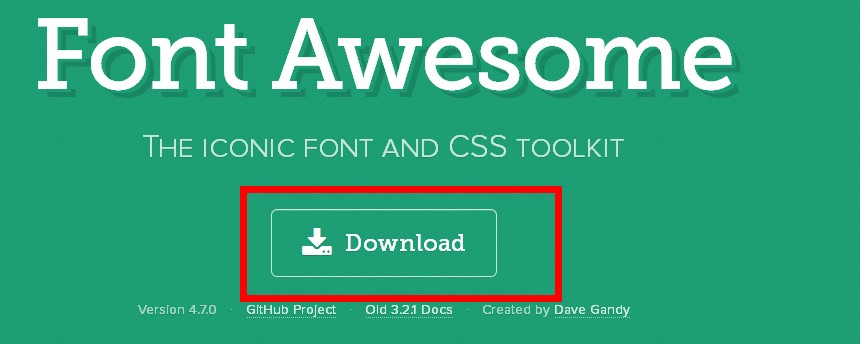 Font Awesome
THE ICONIC FONT AND CSS TOOLKIT
Download
Version 4.7.0 · GitHub Project · Old 3.2.1 Docs · Created by Dave Gandy